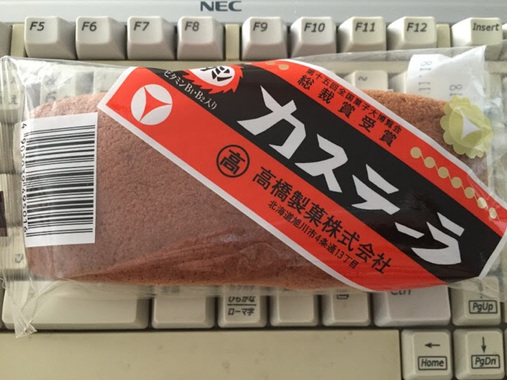 NEC
F5
F6
F7
F8
F9
F10
F11
F12
Insert
ビタミンB1・B2入り
第十五回全国菓子大博覧会
総裁賞受賞
カステーラ
高
高橋製菓株式会社
北海道旭川市4条通13丁目
Ctrl
ひらがな
ローマ字
PgUp
Home
PgDn